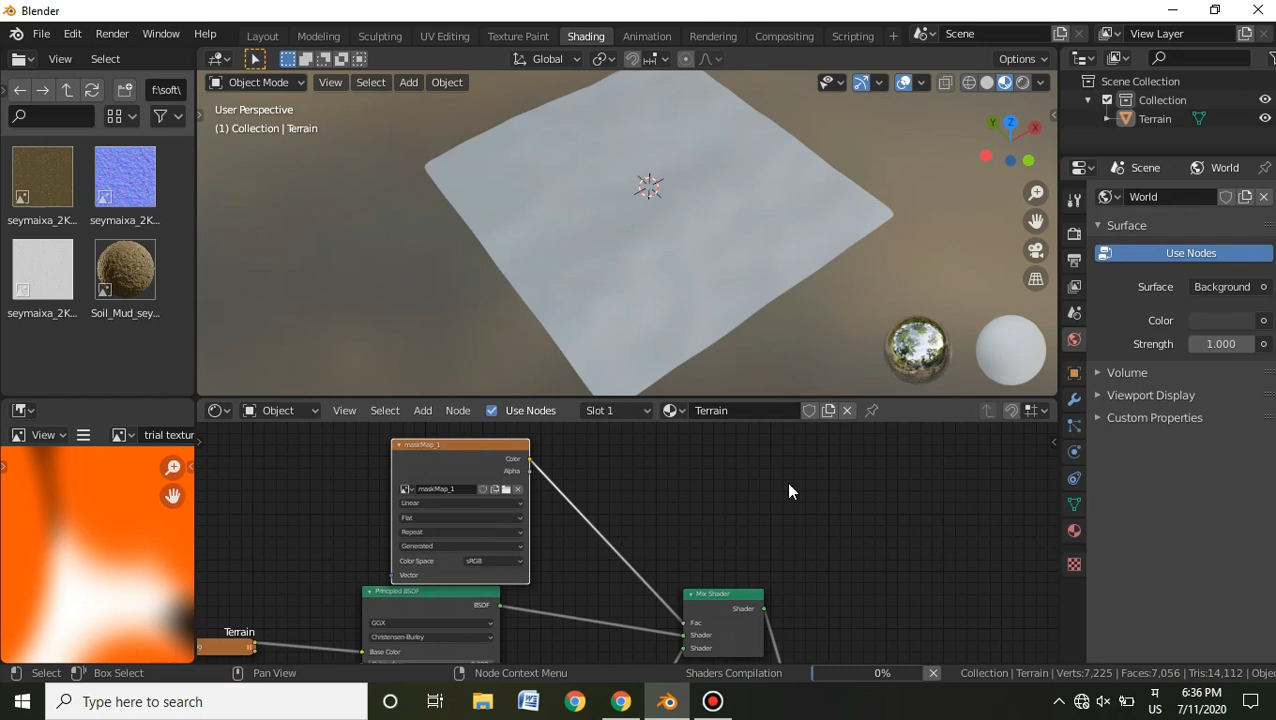 Blender
File Edit Render Window Help Layout Modeling Sculpting UV Editing Texture Paint Shading Animation Rendering Compositing Scripting + Scene View Layer
View Select Global Options
f:\soft\ Object Mode View Select Add Object
Scene Collection
Collection
Terrain
User Perspective
(1) Collection | Terrain
X
Y
Z
seymaixa_2K...
seymaixa_2K...
seymaixa_2K...
Soil_Mud_sey...
Scene World
World
Surface
Use Nodes
Surface Background
Color
Strength 1.000
Volume
Viewport Display
Custom Properties
Object View Select Add Node Use Nodes Slot 1 Terrain
View trial textur
maskMap_1
Color
Alpha
maskMap_1
Linear
Flat
Repeat
Generated
Color Space sRGB
Vector
Principled BSDF
BSDF
GGX
Christensen-Burley
Base Color
Terrain
Mix Shader
Shader
Fac
Shader
Shader
Select Box Select Pan View Node Context Menu Shaders Compilation 0% Collection | Terrain | Verts:7,225 | Faces:7,056 | Tris:14,112 | Objec
Type here to search
य
US
5:36 PM
7/11/2020